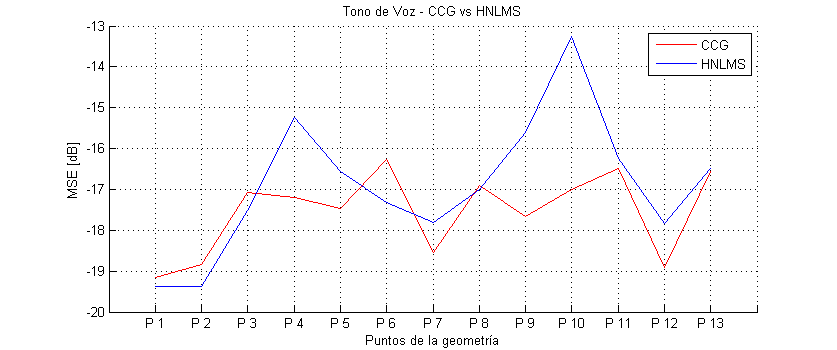 Tono de Voz - CCG vs HNLMS
CCG
HNLMS
MSE [dB]
-13
-14
-15
-16
-17
-18
-19
-20
P 1 P 2 P 3 P 4 P 5 P 6 P 7 P 8 P 9 P 10 P 11 P 12 P 13
Puntos de la geometría